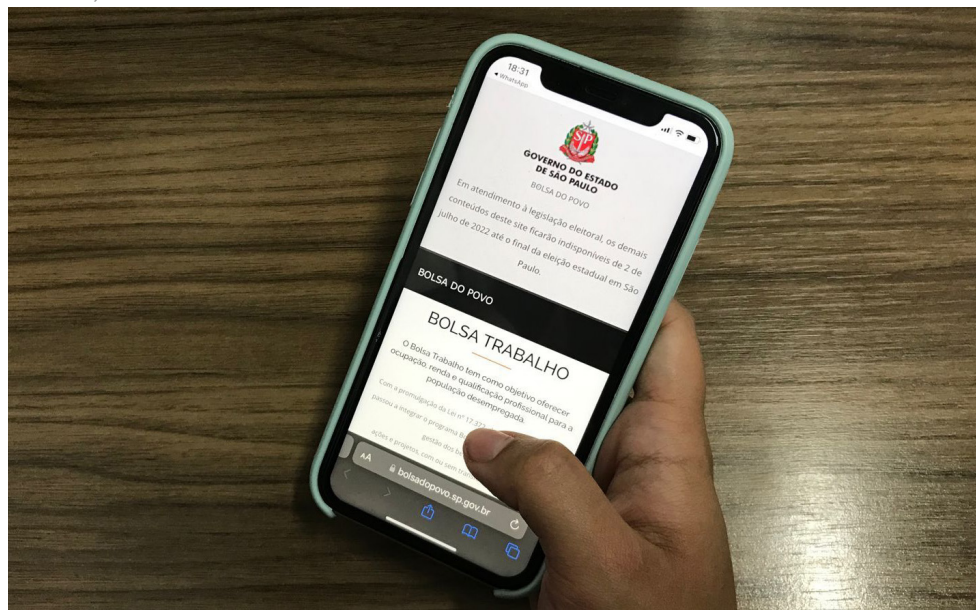 18:31
WhatsApp
SP
GOVERNO DO ESTADO
DE SÃO PAULO
BOLSA DO POVO
Em atendimento à legislação eleitoral, os demais
conteúdos deste site ficarão indisponíveis de 2 de
julho de 2022 até o final da eleição estadual em São
Paulo.
BOLSA DO POVO
BOLSA TRABALHO
O Bolsa Trabalho tem como objetivo oferecer
ocupação, renda e qualificação profissional para a
população desempregada.
Com a promulgação da Lei nº 17.372
passou a integrar o programa
gestão dos
ações e projetos, com ou sem
AA bolsadopovo.sp.gov.br